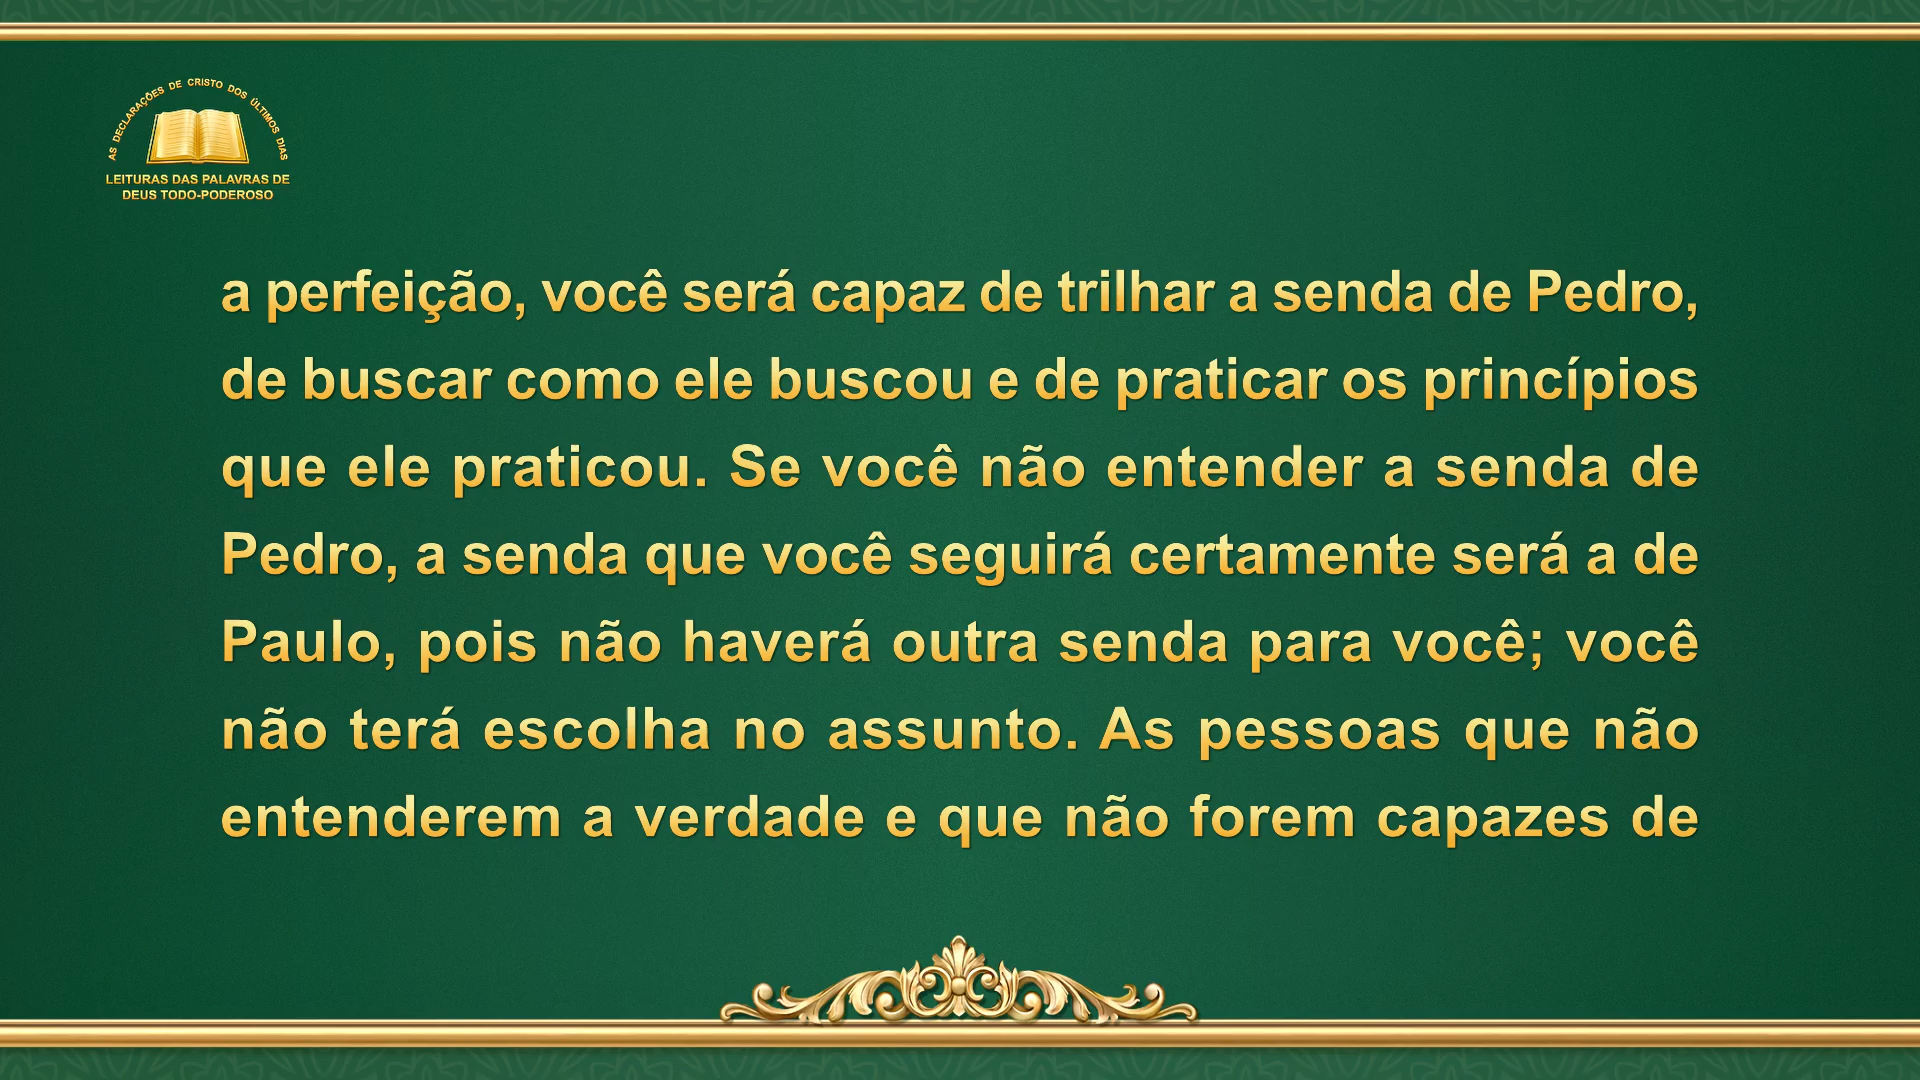 AS DECLARAÇÕES DE CRISTO DOS ÚLTIMOS DIAS
LEITURAS DAS PALAVRAS DE
DEUS TODO-PODEROSO
a perfeição, você será capaz de trilhar a senda de Pedro,
de buscar como ele buscou e de praticar os princípios
que ele praticou. Se você não entender a senda de
Pedro, a senda que você seguirá certamente será a de
Paulo, pois não haverá outra senda para você; você
não terá escolha no assunto. As pessoas que não
entenderem a verdade e que não forem capazes de